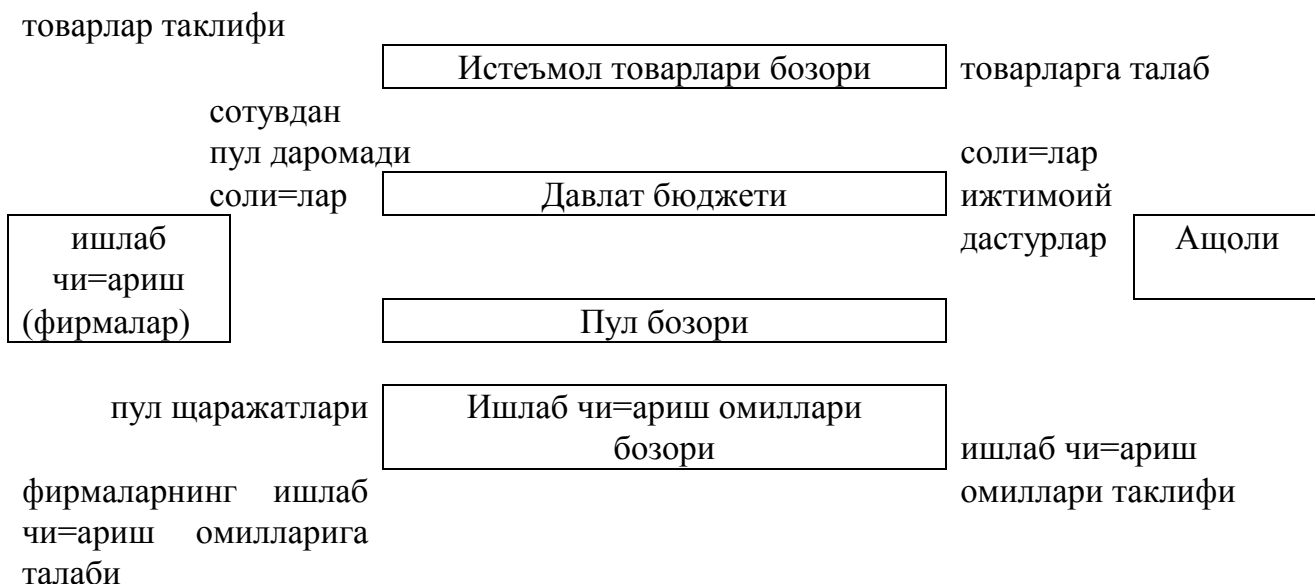 товарлар таклифи
Истеъмол товарлари бозори
товарларга талаб
сотувдан
пул даромади
соли=лар
соли=лар
Давлат бюджети
ижтимоий
дастурлар
ишлаб
чи=ариш
(фирмалар)
Ащоли
Пул бозори
пул щаражатлари
Ишлаб чи=ариш омиллари
бозори
ишлаб чи=ариш
омиллари таклифи
фирмаларнинг ишлаб
чи=ариш омилларига
талаби